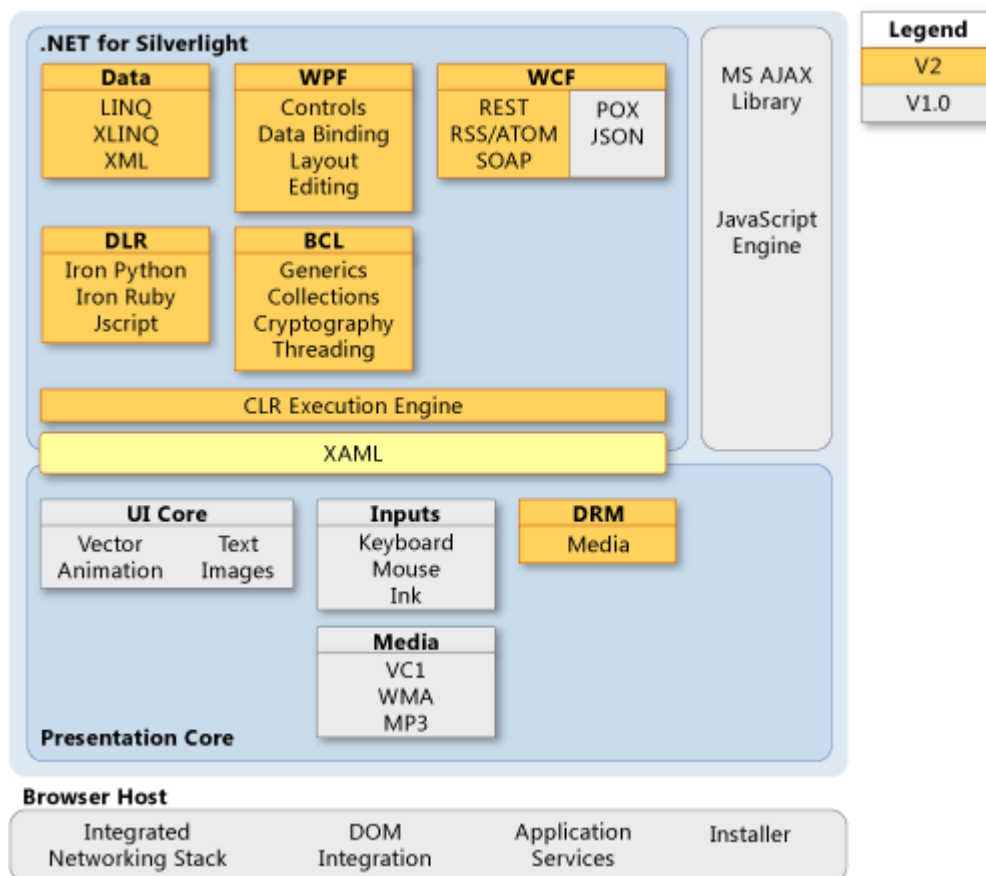 .NET for Silverlight
Data
LINQ
XLINQ
XML
WPF
Controls
Data Binding
Layout
Editing
WCF
REST
RSS/ATOM
SOAP
POX
JSON
DLR
Iron Python
Iron Ruby
Jscript
BCL
Generics
Collections
Cryptography
Threading
CLR Execution Engine
XAML
MS AJAX
Library
JavaScript
Engine
Legend
V2
V1.0
UI Core
Vector
Animation
Text
Images
Inputs
Keyboard
Mouse
Ink
DRM
Media
Media
VC1
WMA
MP3
Presentation Core
Browser Host
Integrated
Networking Stack
DOM
Integration
Application
Services
Installer